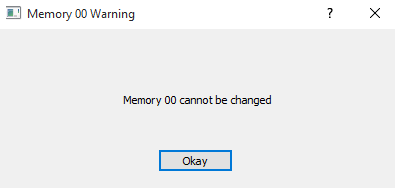 Memory 00 Warning
?
Memory 00 cannot be changed
Okay